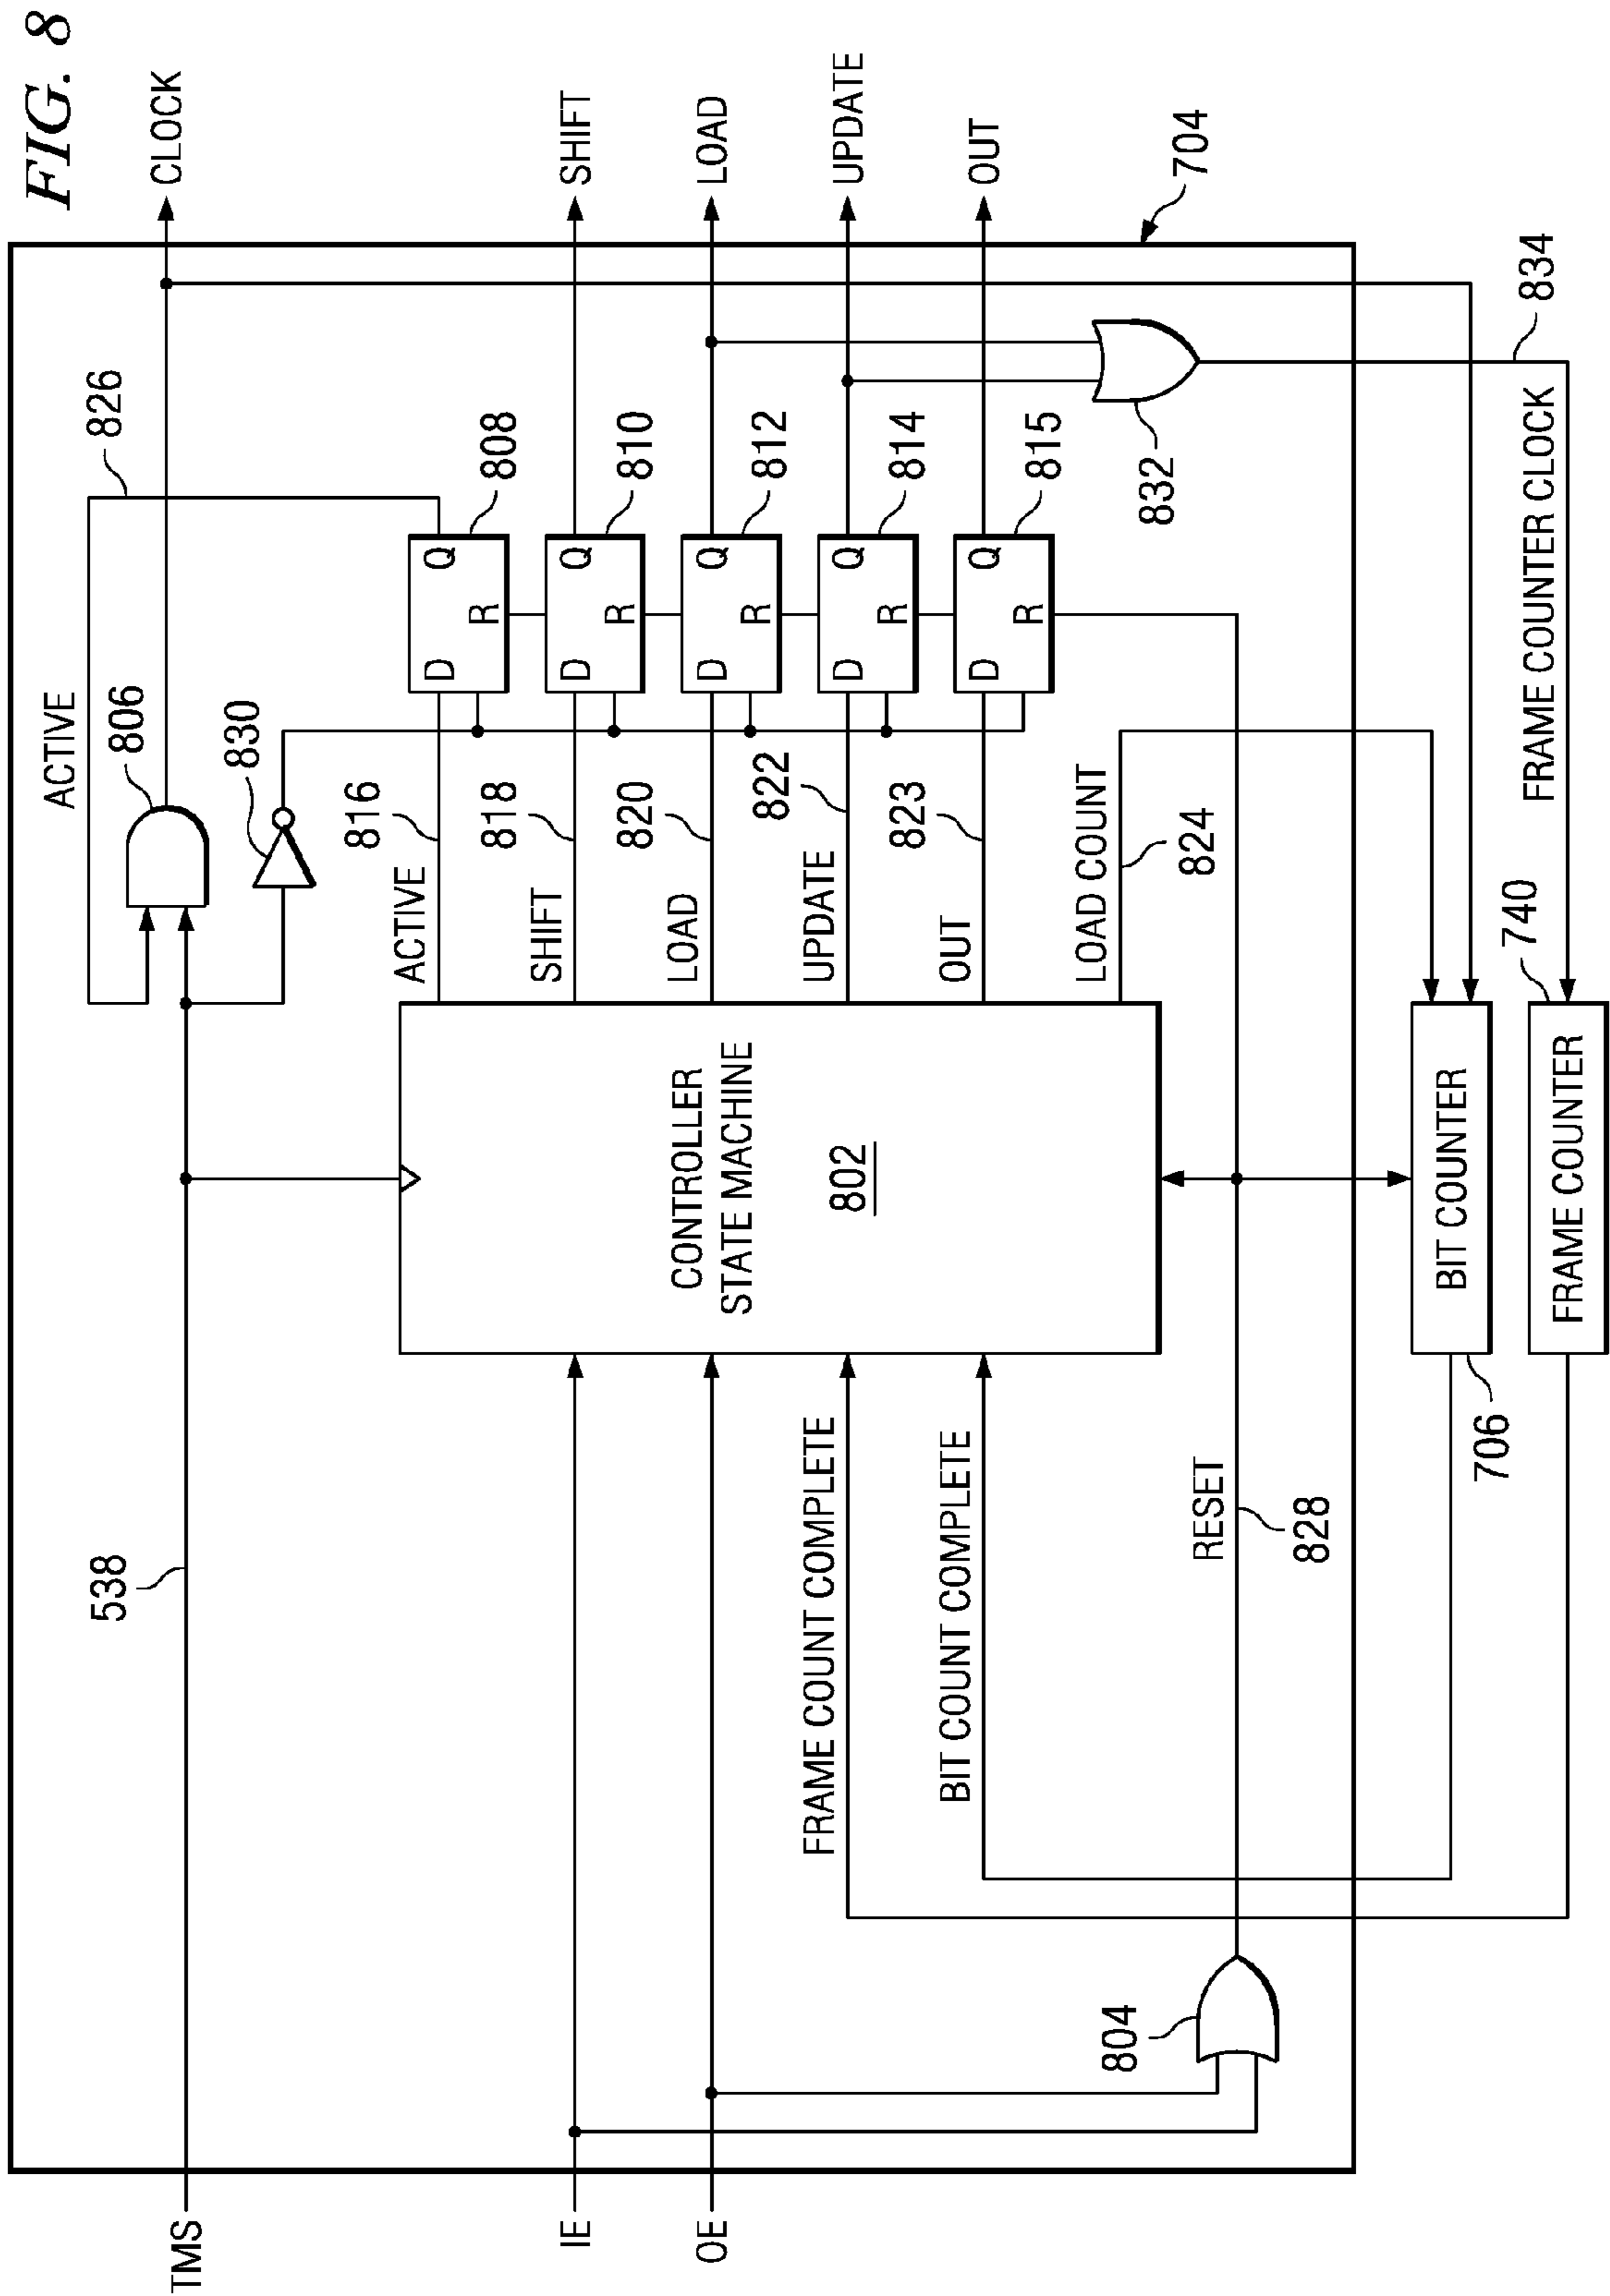 FIG. 8
TMS
538
ACTIVE
826
806
830
CLOCK
IE
OE
CONTROLLER
STATE MACHINE
802
ACTIVE
816
D
Q
R
808
SHIFT
818
D
Q
R
810
SHIFT
LOAD
820
D
Q
R
812
LOAD
UPDATE
822
D
Q
R
814
UPDATE
OUT
823
D
Q
R
815
OUT
FRAME COUNT COMPLETE
BIT COUNT COMPLETE
LOAD COUNT
824
832
704
804
RESET
828
BIT COUNTER
706
FRAME COUNTER
740
FRAME COUNTER CLOCK
834